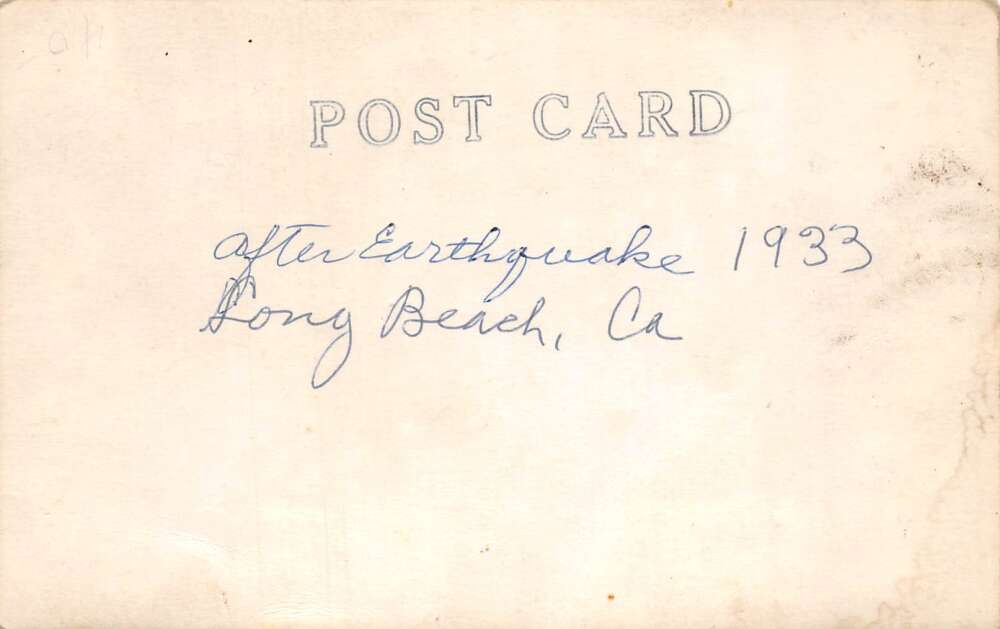 POST CARD
after Earthquake 1933
Long Beach, Ca